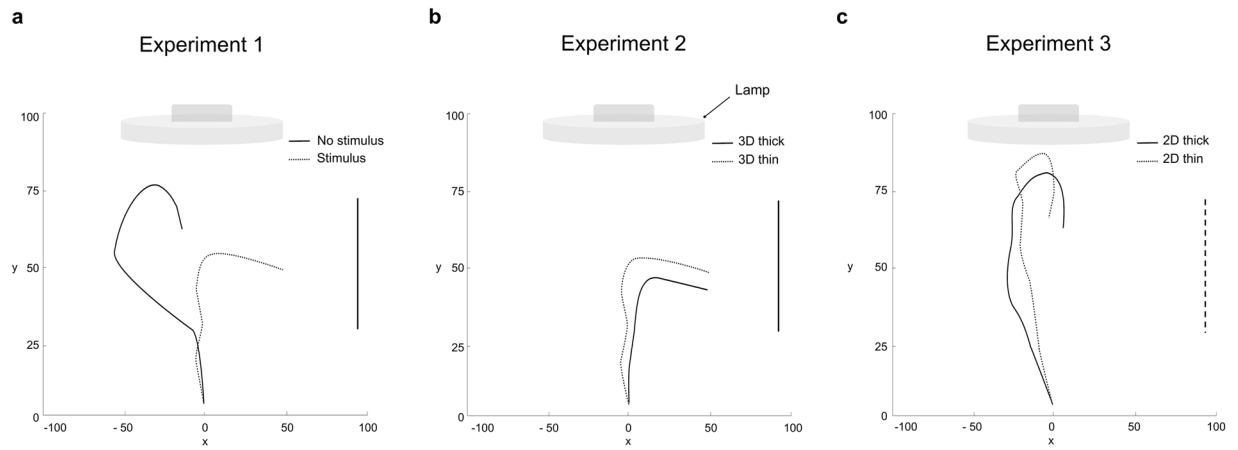 a
Experiment 1
No stimulus
Stimulus
100
75
50
25
0
y
-100
- 50
0
50
100
x
b
Experiment 2
Lamp
3D thick
3D thin
100
75
50
25
0
y
-100
- 50
0
50
100
x
c
Experiment 3
2D thick
2D thin
100
75
50
25
0
y
-100
- 50
0
50
100
x